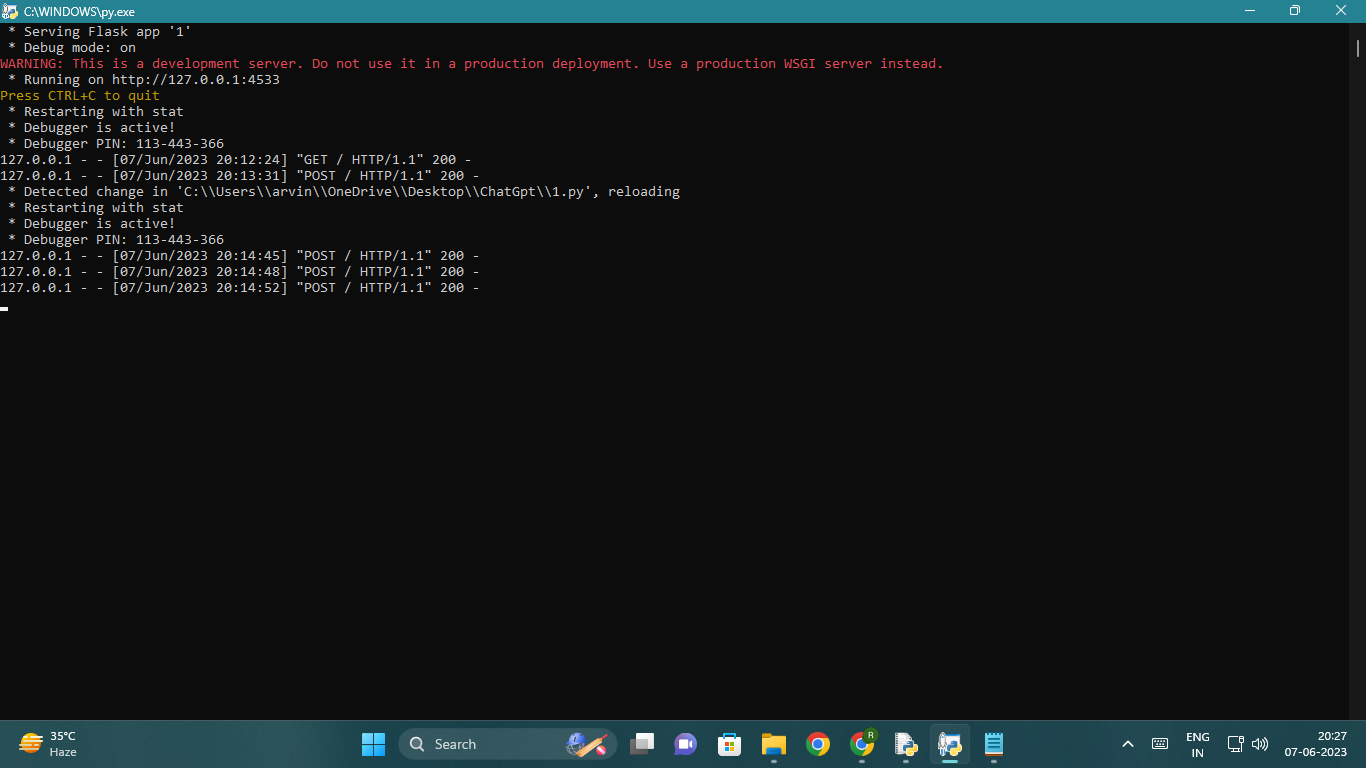 C:\WINDOWS\py.exe
* Serving Flask app '1'
* Debug mode: on
WARNING: This is a development server. Do not use it in a production deployment. Use a production WSGI server instead.
* Running on http://127.0.0.1:4533
Press CTRL+C to quit
* Restarting with stat
* Debugger is active!
* Debugger PIN: 113-443-366
127.0.0.1 - - [07/Jun/2023 20:12:24] "GET / HTTP/1.1" 200 -
127.0.0.1 - - [07/Jun/2023 20:13:31] "POST / HTTP/1.1" 200 -
* Detected change in 'C:\\Users\\arvin\\OneDrive\\Desktop\\ChatGpt\\1.py', reloading
* Restarting with stat
* Debugger is active!
* Debugger PIN: 113-443-366
127.0.0.1 - - [07/Jun/2023 20:14:45] "POST / HTTP/1.1" 200 -
127.0.0.1 - - [07/Jun/2023 20:14:48] "POST / HTTP/1.1" 200 -
127.0.0.1 - - [07/Jun/2023 20:14:52] "POST / HTTP/1.1" 200 -
35°C
Haze
Search
R
ENG
IN
20:27
07-06-2023